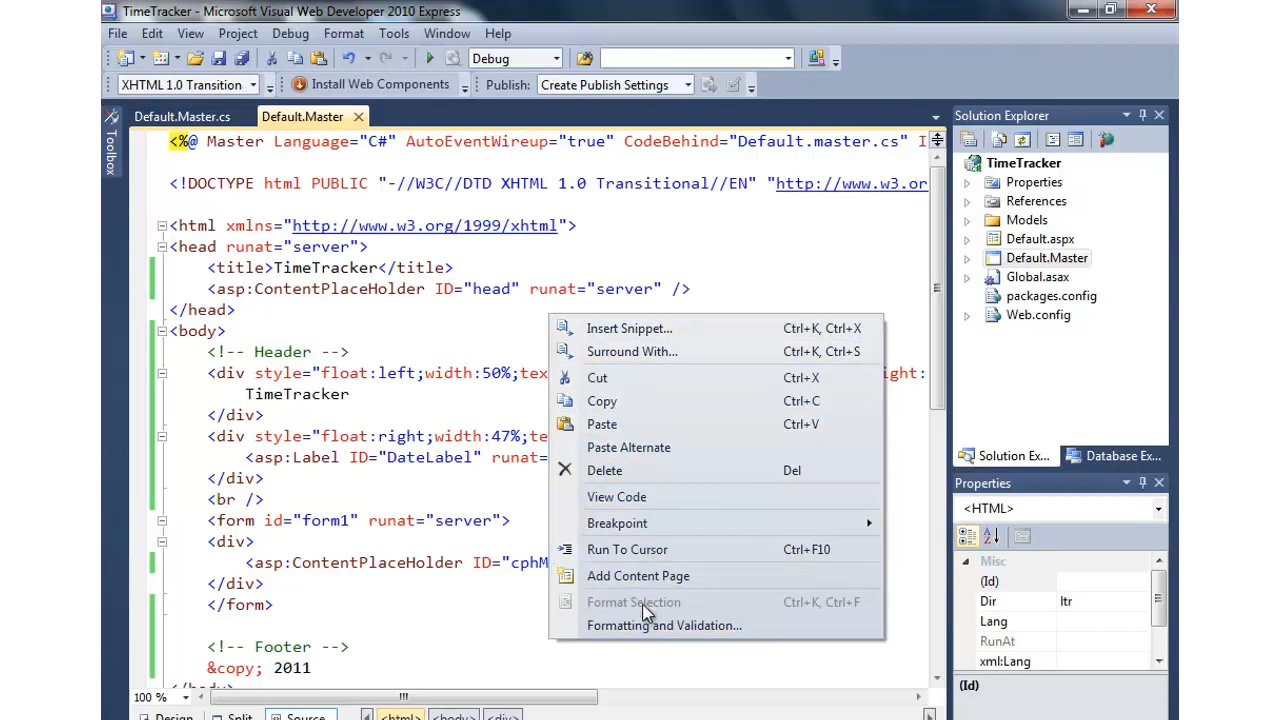 TimeTracker - Microsoft Visual Web Developer 2010 Express
File Edit View Project Debug Format Tools Window Help
Debug
XHTML 1.0 Transition Install Web Components Publish: Create Publish Settings
Toolbox
Default.Master.cs Default.Master
<%@ Master Language="C#" AutoEventWireup="true" CodeBehind="Default.master.cs" I
<!DOCTYPE html PUBLIC "-//W3C//DTD XHTML 1.0 Transitional//EN" "http://www.w3.or
<html xmlns="http://www.w3.org/1999/xhtml">
<head runat="server">
<title>TimeTracker</title>
<asp:ContentPlaceHolder ID="head" runat="server" />
</head>
<body>
<!-- Header -->
<div style="float:left;width:50%;tex ight:
TimeTracker
</div>
<div style="float:right;width:47%;te
<asp:Label ID="DateLabel" runat=
</div>
<br />
<form id="form1" runat="server">
<div>
<asp:ContentPlaceHolder ID="cphM
</div>
</form>
<!-- Footer -->
&copy; 2011
</body>
100 %
Design Split Source <html> <body> <div>
Insert Snippet... Ctrl+K, Ctrl+X
Surround With... Ctrl+K, Ctrl+S
Cut Ctrl+X
Copy Ctrl+C
Paste Ctrl+V
Paste Alternate
Delete Del
View Code
Breakpoint
Run To Cursor Ctrl+F10
Add Content Page
Format Selection Ctrl+K, Ctrl+F
Formatting and Validation...
Solution Explorer
TimeTracker
Properties
References
Models
Default.aspx
Default.Master
Global.asax
packages.config
Web.config
Solution Ex... Database Ex...
Properties
<HTML>
Misc
(Id)
Dir ltr
Lang
RunAt
xml:Lang
(Id)